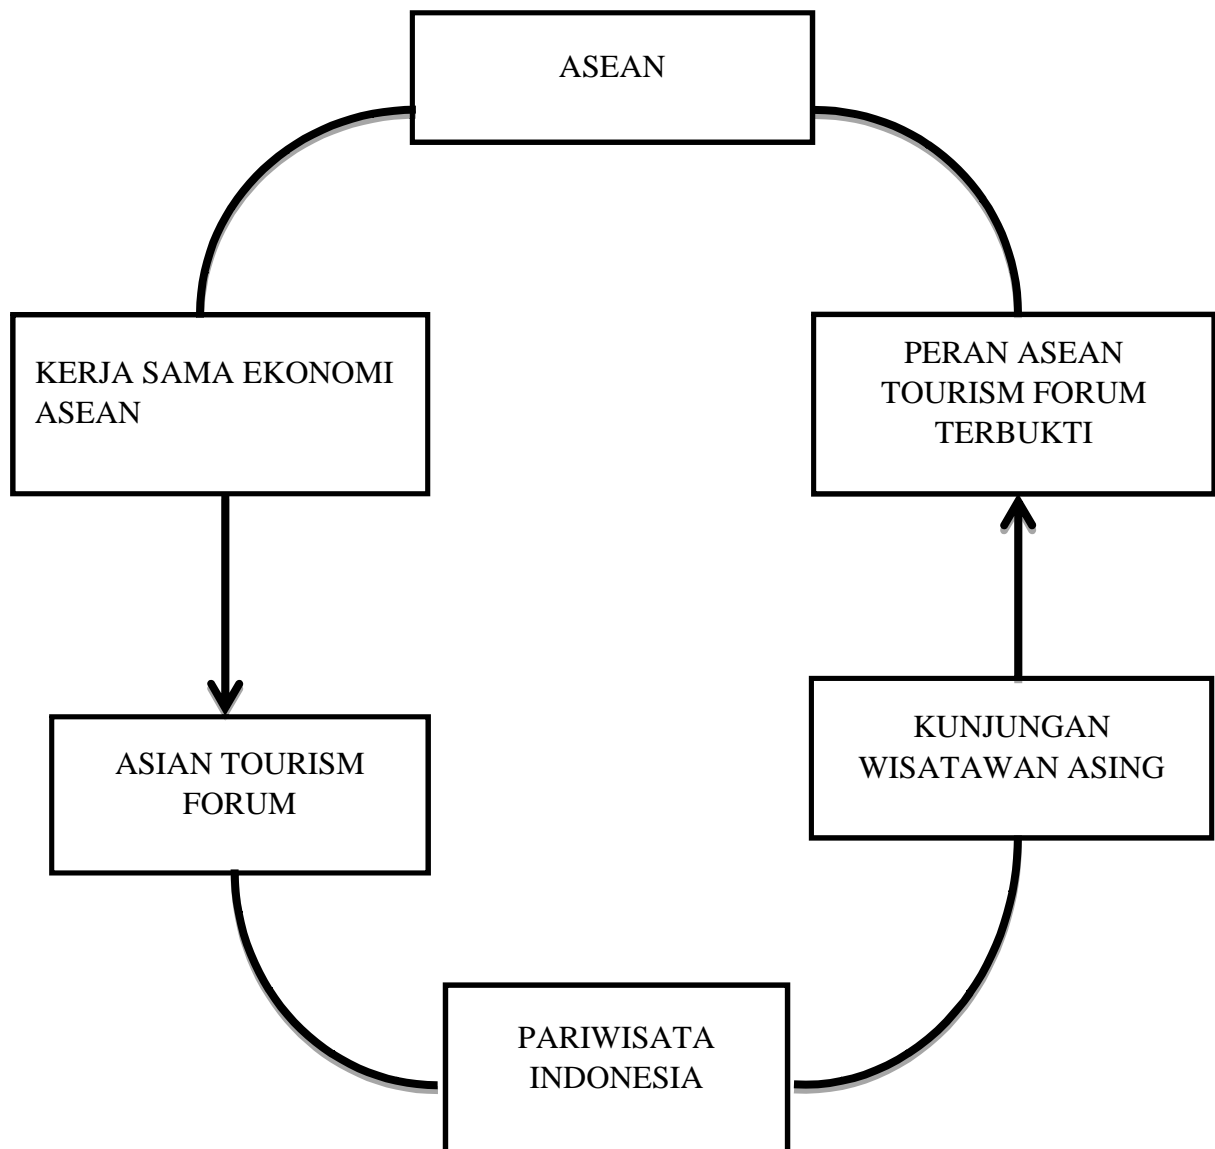 ASEAN
KERJA SAMA EKONOMI
ASEAN
PERAN ASEAN
TOURISM FORUM
TERBUKTI
ASIAN TOURISM
FORUM
KUNJUNGAN
WISATAWAN ASING
PARIWISATA
INDONESIA